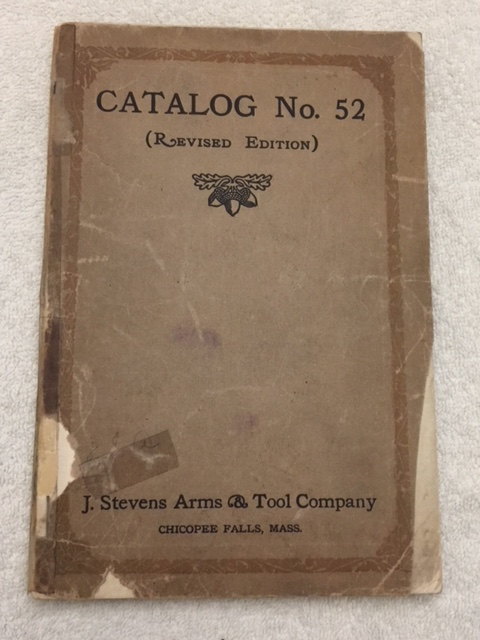 CATALOG No. 52
(REVISED EDITION)
J. Stevens Arms & Tool Company
CHICOPEE FALLS, MASS.